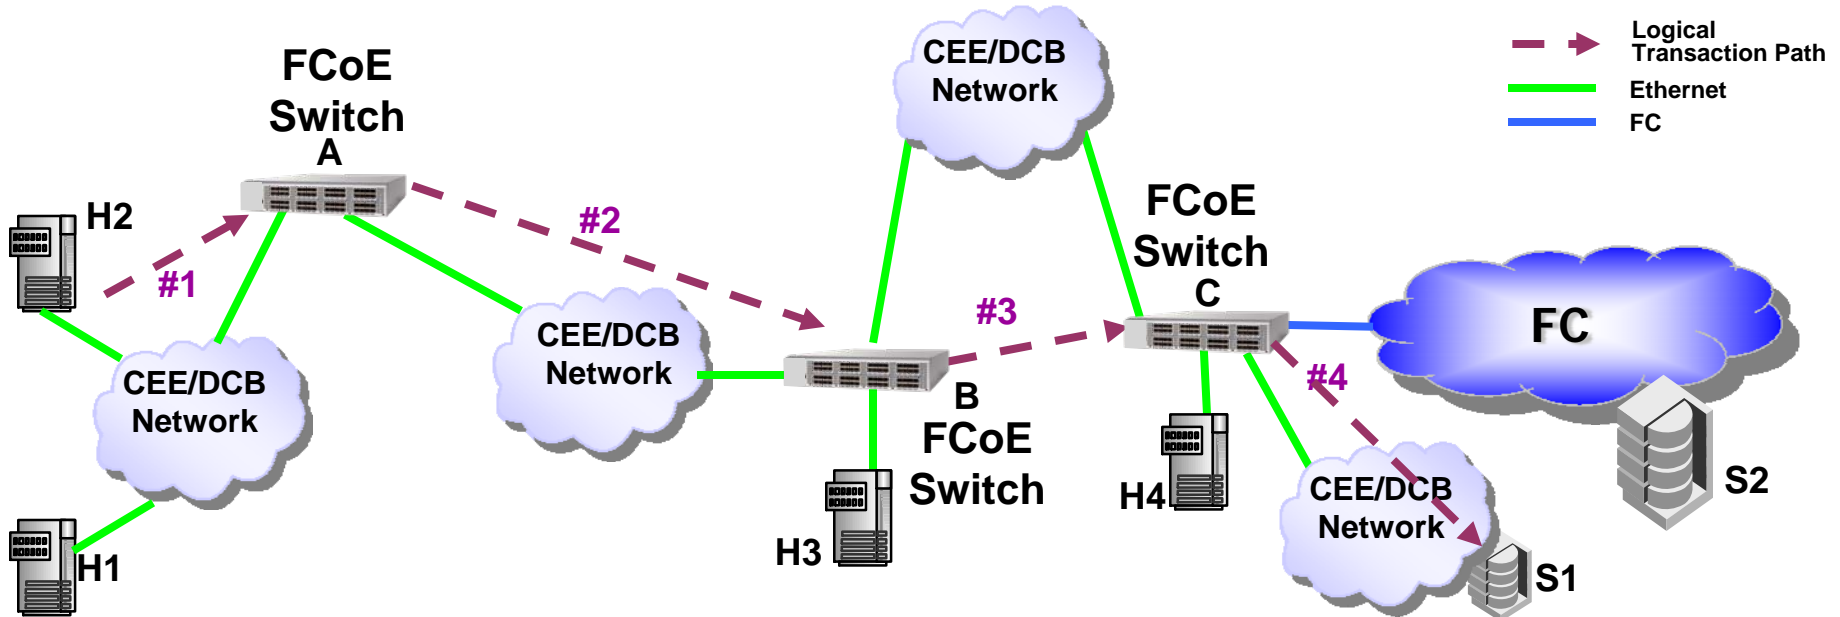 FCoE
Switch
A
H2
#1
CEE/DCB
Network
H1
#2
CEE/DCB
Network
CEE/DCB
Network
#3
B
FCoE
Switch
H3
FCoE
Switch
C
H4
#4
CEE/DCB
Network
S1
FC
S2
Logical
Transaction Path
Ethernet
FC